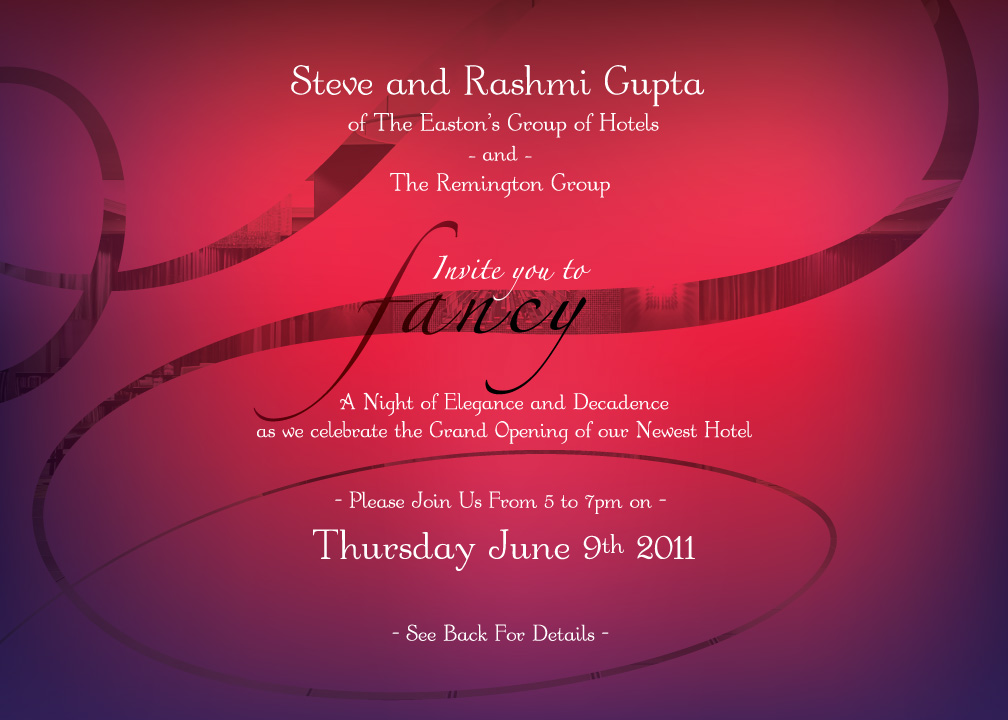 Steve and Rashmi Gupta
of The Easton's Group of Hotels
- and -
The Remington Group
Invite you to
fancy
A Night of Elegance and Decadence
as we celebrate the Grand Opening of our Newest Hotel
- Please Join Us From 5 to 7pm on -
Thursday June 9th 2011
- See Back For Details -